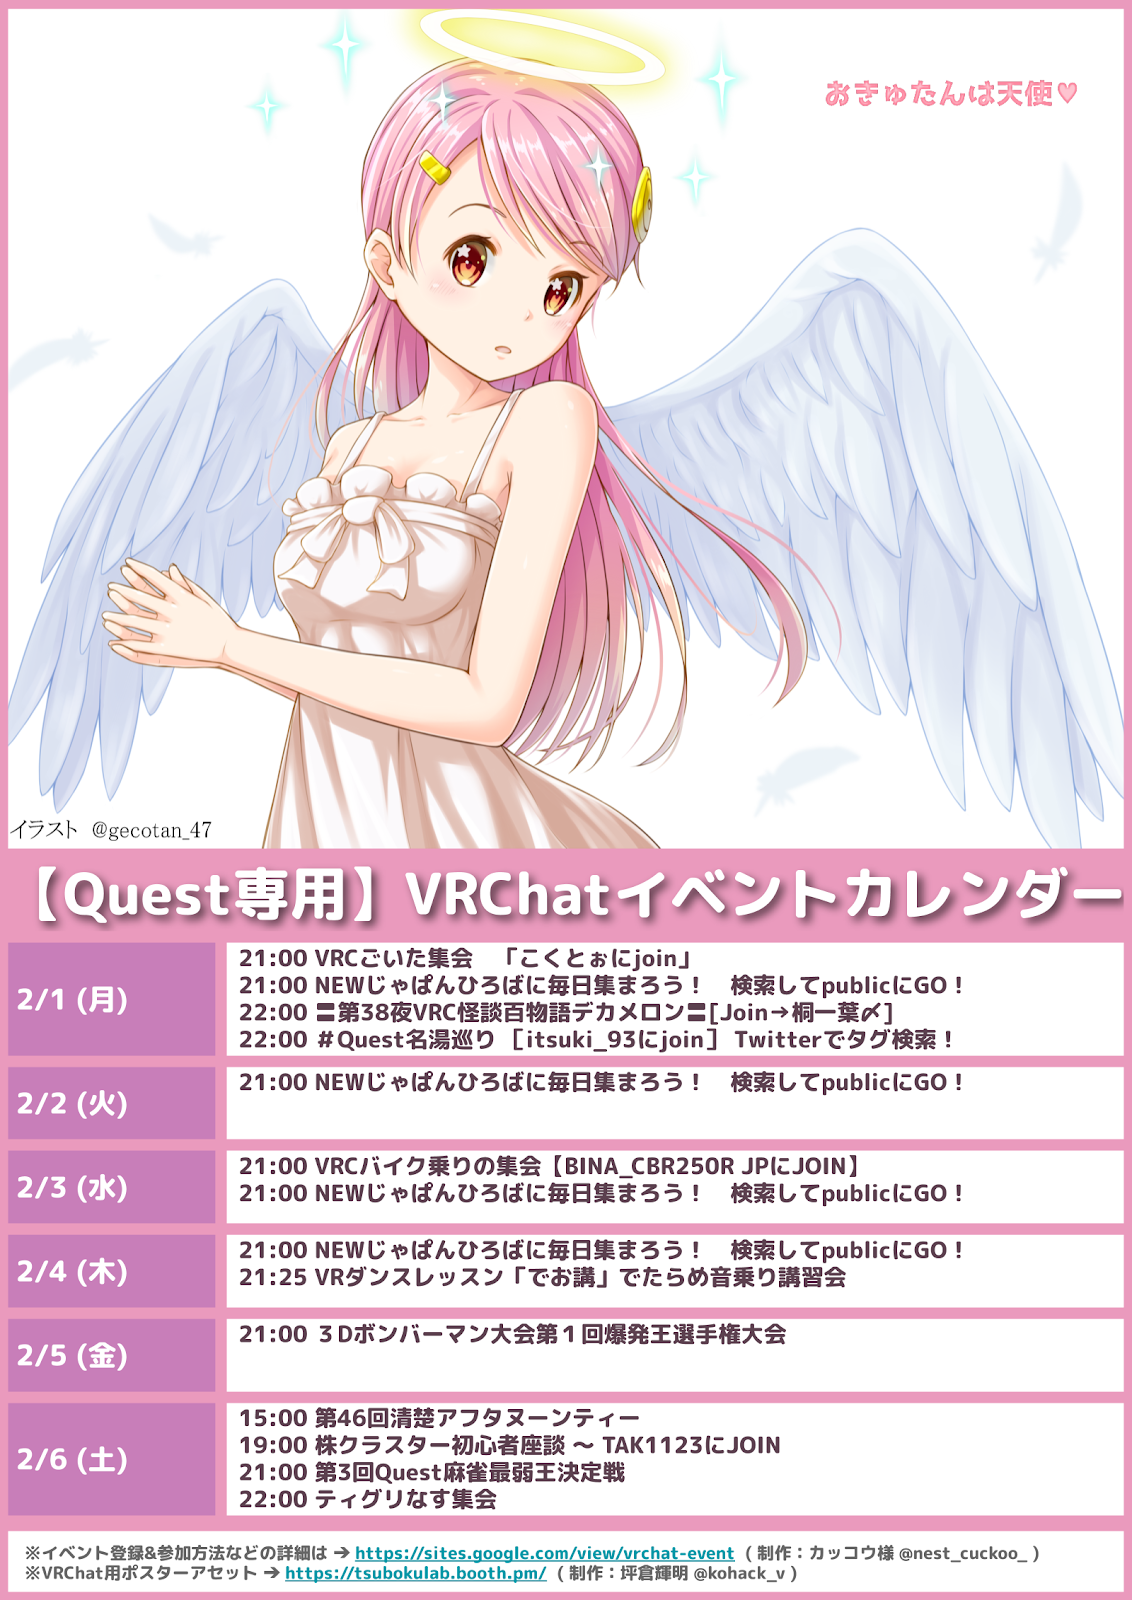 おきゅたんは天使♥
イラスト @gecotan_47
【Quest専用】VRChatイベントカレンダー
2/1 (月)
21:00 VRCごいた集会 「こくとぉにjoin」
21:00 NEWじゃぱんひろばに毎日集まろう！ 検索してpublicにGO！
22:00 〓第38夜VRC怪談百物語デカメロン〓[Join→桐一葉〆]
22:00 ＃Quest名湯巡り ［itsuki_93にjoin］ Twitterでタグ検索！
2/2 (火)
21:00 NEWじゃぱんひろばに毎日集まろう！ 検索してpublicにGO！
2/3 (水)
21:00 VRCバイク乗りの集会【BINA_CBR250R JPにJOIN】
21:00 NEWじゃぱんひろばに毎日集まろう！ 検索してpublicにGO！
2/4 (木)
21:00 NEWじゃぱんひろばに毎日集まろう！ 検索してpublicにGO！
21:25 VRダンスレッスン「でお講」でたらめ音乗り講習会
2/5 (金)
21:00 ３Dボンバーマン大会第１回爆発王選手権大会
2/6 (土)
15:00 第46回清楚アフタヌーンティー
19:00 株クラスター初心者座談 ～ TAK1123にJOIN
21:00 第3回Quest麻雀最弱王決定戦
22:00 ティグリなす集会
※イベント登録&参加方法などの詳細は → https://sites.google.com/view/vrchat-event ( 制作：カッコウ様 @nest_cuckoo_ )
※VRChat用ポスターアセット → https://tsubokulab.booth.pm/ ( 制作：坪倉輝明 @kohack_v )